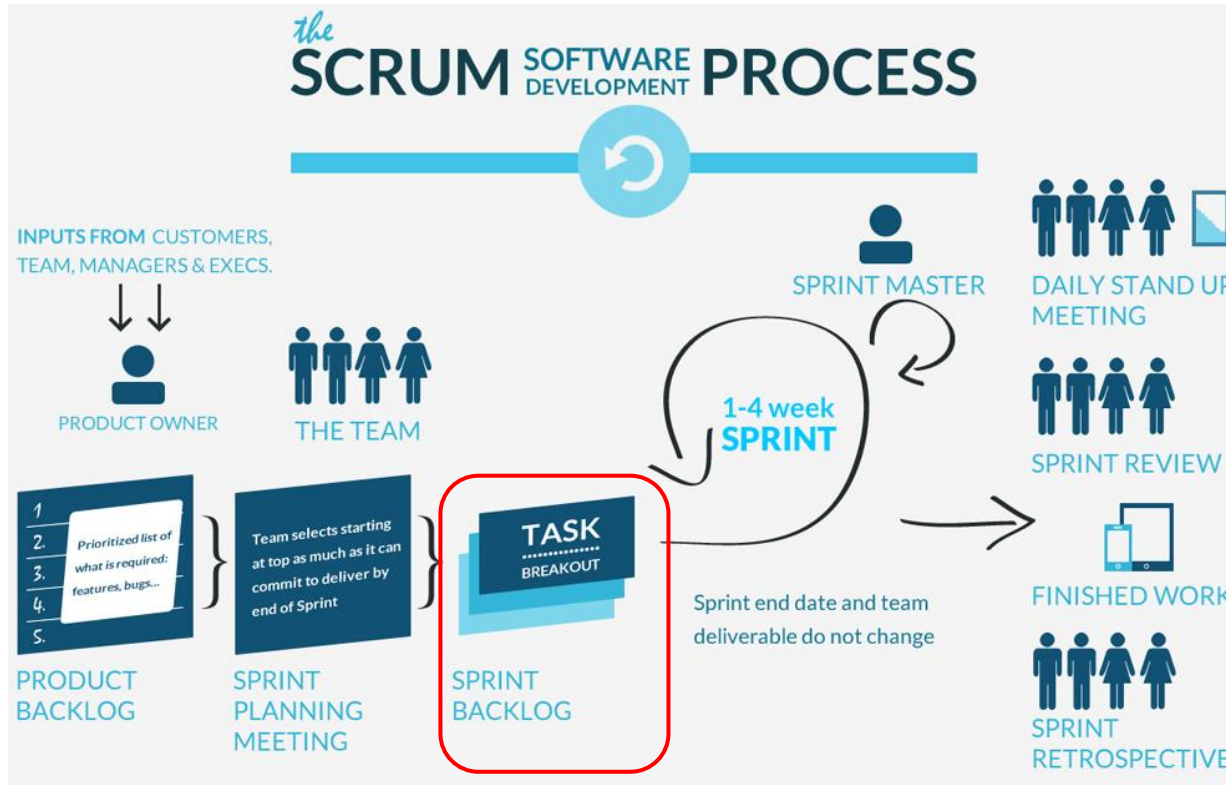 the
SCRUM SOFTWARE DEVELOPMENT PROCESS
INPUTS FROM CUSTOMERS,
TEAM, MANAGERS & EXECS.
PRODUCT OWNER
THE TEAM
1
2.
3.
4.
5.
Prioritized list of
what is required:
features, bugs...
PRODUCT
BACKLOG
Team selects starting
at top as much as it can
commit to deliver by
end of Sprint
SPRINT
PLANNING
MEETING
TASK
BREAKOUT
SPRINT
BACKLOG
SPRINT MASTER
1-4 week
SPRINT
Sprint end date and team
deliverable do not change
DAILY STAND UP
MEETING
SPRINT REVIEW
FINISHED WORK
SPRINT
RETROSPECTIVE